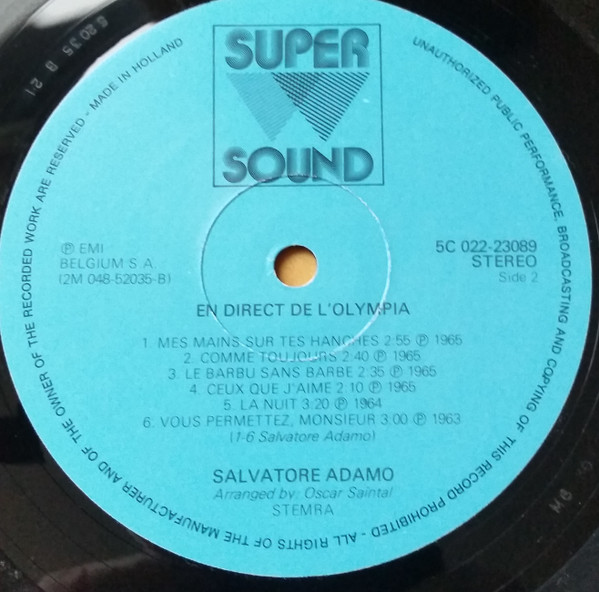 SUPER
SOUND
℗ EMI
BELGIUM S.A.
(2M 048-52035-B)
5C 022-23089
STEREO
Side 2
EN DIRECT DE L'OLYMPIA
1. MES MAINS SUR TES HANCHES 2:55 ℗ 1965
2. COMME TOUJOURS 2:40 ℗ 1965
3. LE BARBU SANS BARBE 2:35 ℗ 1965
4. CEUX QUE J'AIME 2:10 ℗ 1965
5. LA NUIT 3:20 ℗ 1964
6. VOUS PERMETTEZ, MONSIEUR 3:00 ℗ 1963
(1-6 Salvatore Adamo)
SALVATORE ADAMO
Arranged by: Oscar Saintal
STEMRA
UNAUTHORIZED PUBLIC PERFORMANCE, BROADCASTING AND COPYING OF THIS RECORD PROHIBITED - ALL RIGHTS OF THE MANUFACTURER AND OF THE OWNER OF THE RECORDED WORK ARE RESERVED - MADE IN HOLLAND